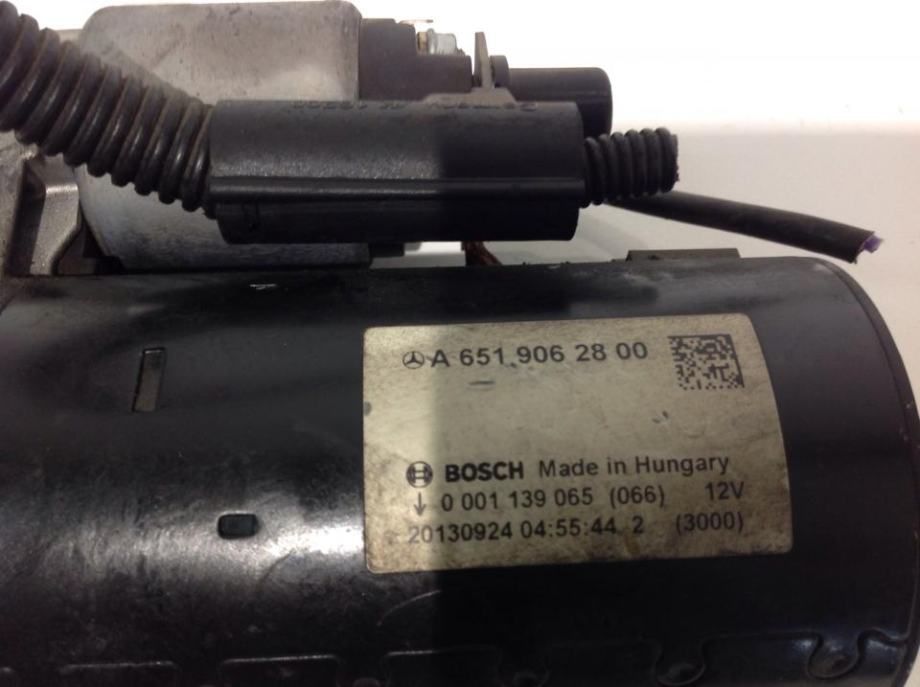 A 651 906 28 00
BOSCH Made in Hungary
↓ 0 001 139 065 (066) 12V
20130924 04:55:44 2 (3000)